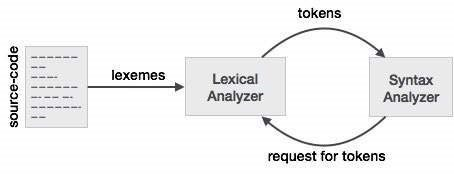 source-code
lexemes
Lexical
Analyzer
tokens
Syntax
Analyzer
request for tokens